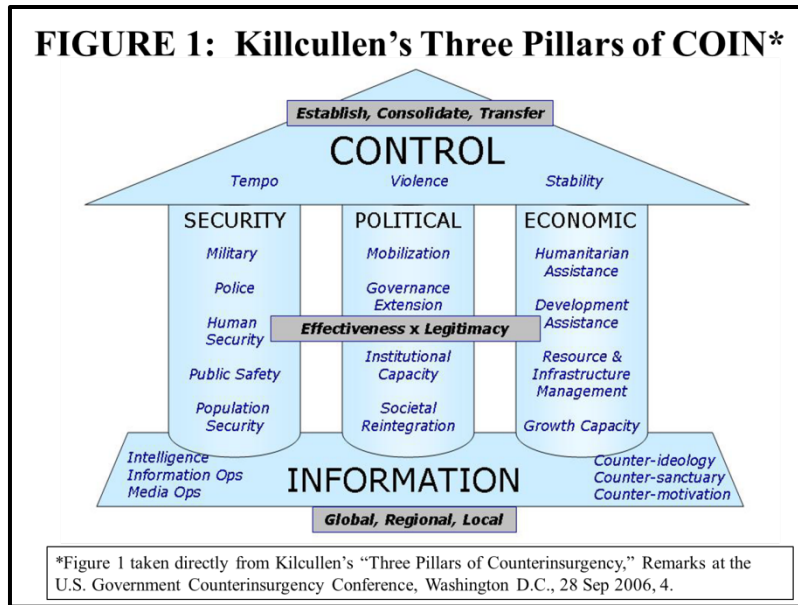 FIGURE 1: Killcullen's Three Pillars of COIN*
Establish, Consolidate, Transfer
CONTROL
Tempo
Violence
Stability
SECURITY
Military
Police
Human
Security
Public Safety
Population
Security
POLITICAL
Mobilization
Governance
Extension
Effectiveness x Legitimacy
Institutional
Capacity
Societal
Reintegration
ECONOMIC
Humanitarian
Assistance
Development
Assistance
Resource &
Infrastructure
Management
Growth Capacity
Intelligence
Information Ops
Media Ops
INFORMATION
Counter-ideology
Counter-sanctuary
Counter-motivation
Global, Regional, Local
*Figure 1 taken directly from Kilcullen's “Three Pillars of Counterinsurgency,” Remarks at the
U.S. Government Counterinsurgency Conference, Washington D.C., 28 Sep 2006, 4.